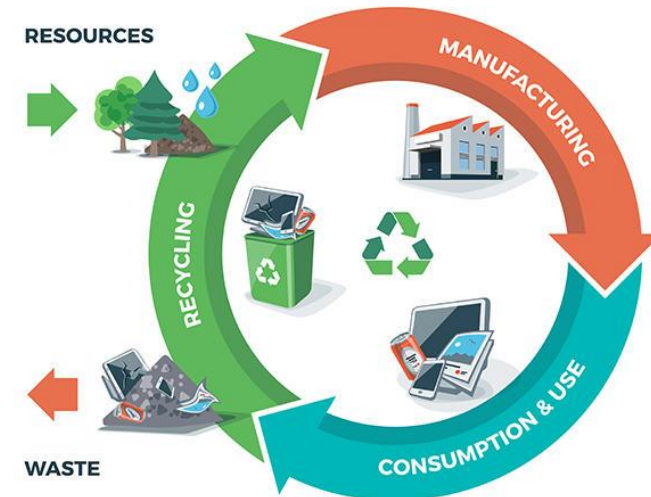 RESOURCES
MANUFACTURING
RECYCLING
CONSUMPTION & USE
WASTE